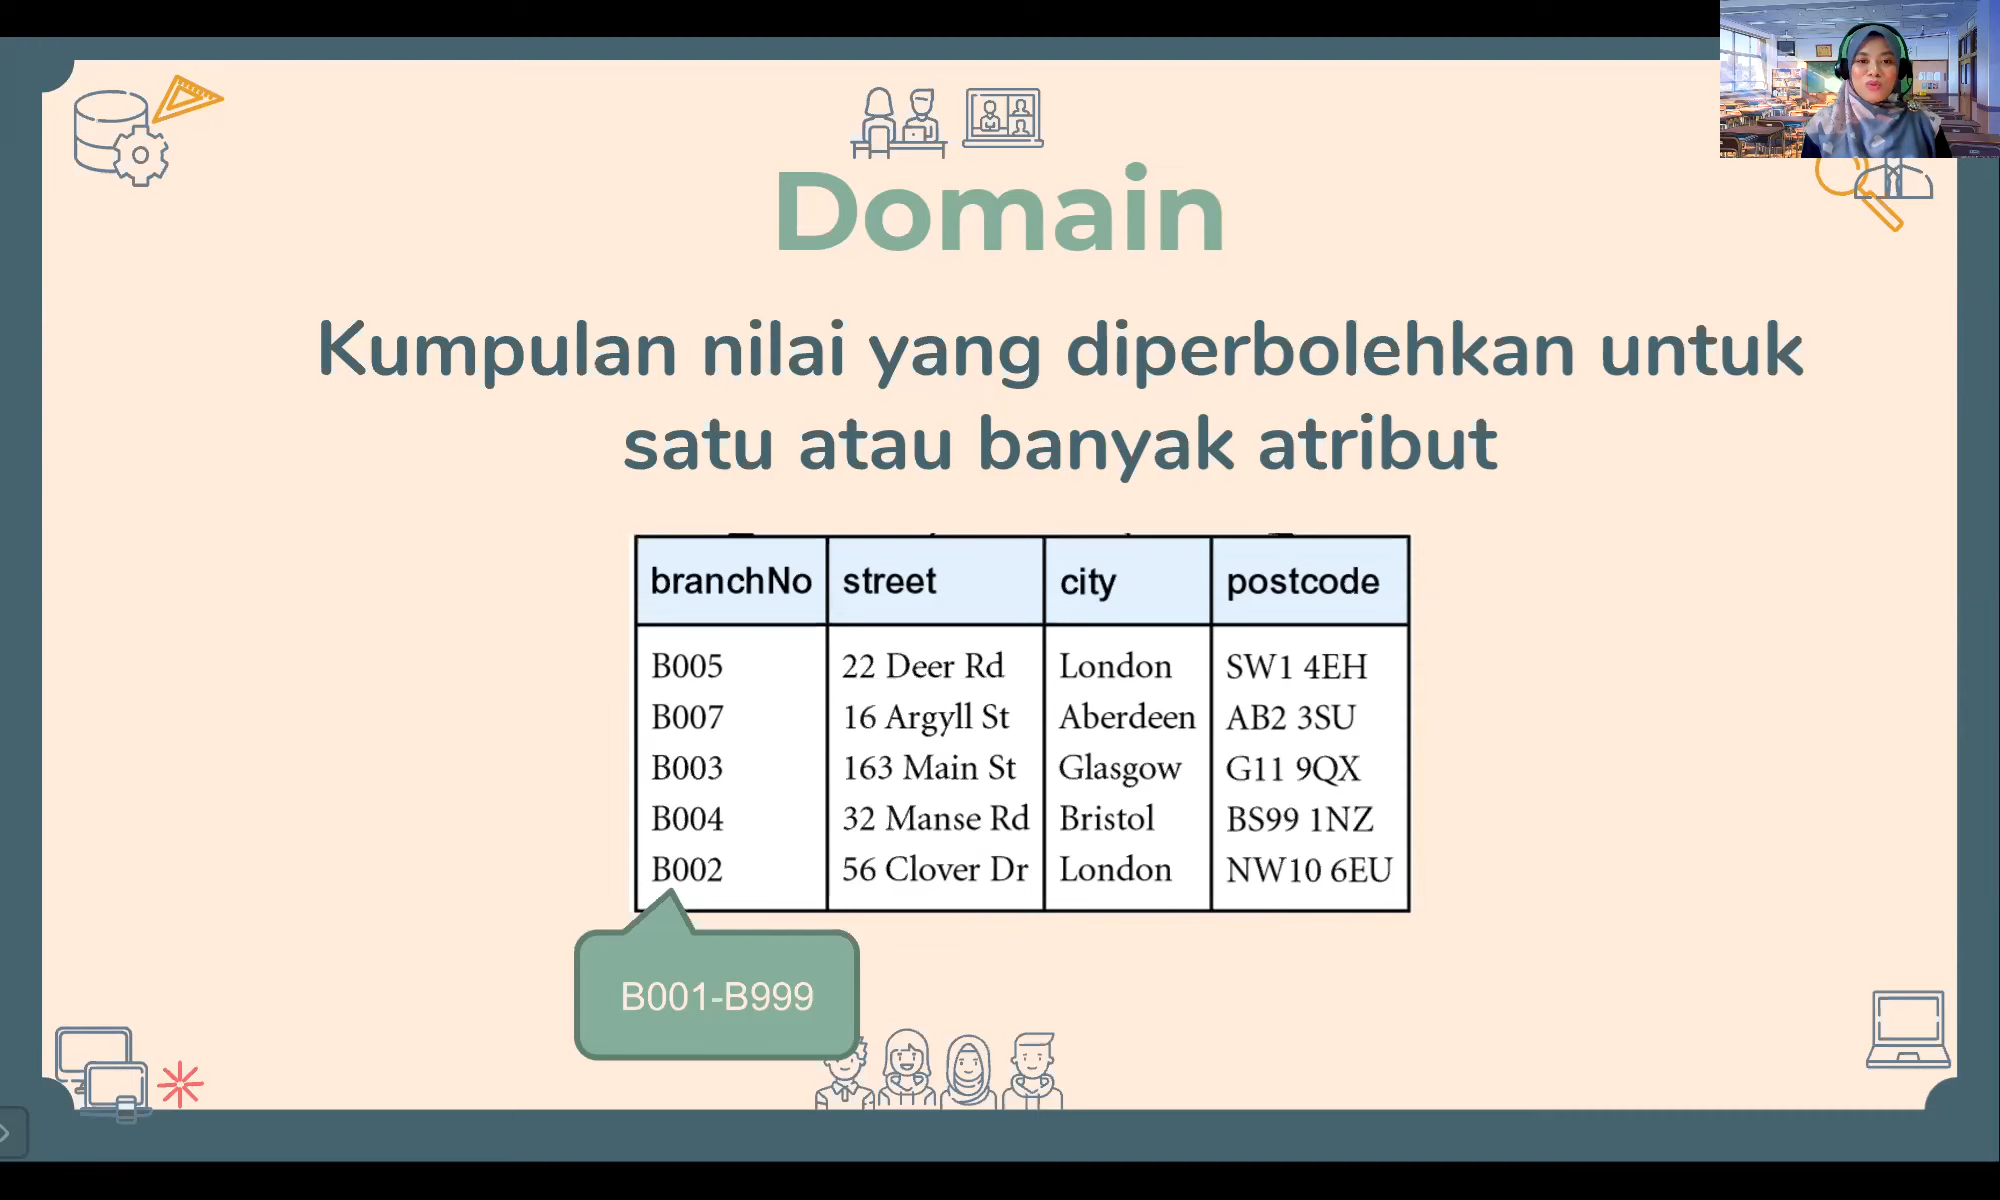 Domain
Kumpulan nilai yang diperbolehkan untuk
satu atau banyak atribut
branchNo street city postcode
B005 22 Deer Rd London SW1 4EH
B007 16 Argyll St Aberdeen AB2 3SU
B003 163 Main St Glasgow G11 9QX
B004 32 Manse Rd Bristol BS99 1NZ
B002 56 Clover Dr London NW10 6EU
B001-B999